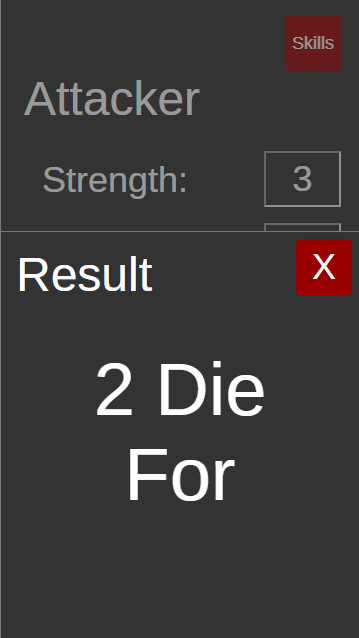 Skills
Attacker
Strength: 3
Result X
2 Die
For